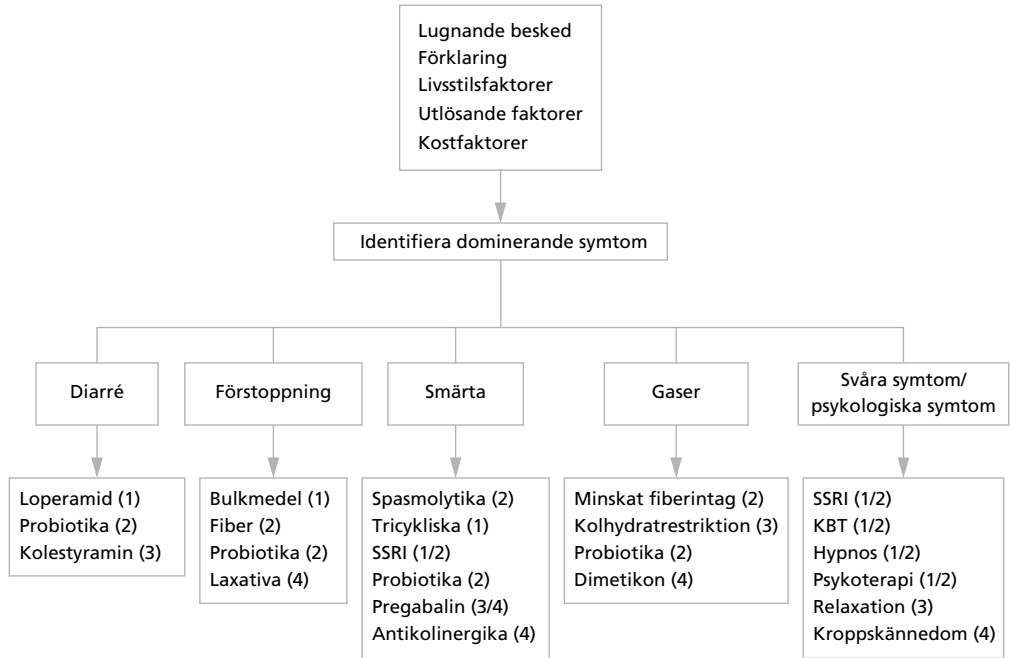 Lugnande besked
Förklaring
Livsstilsfaktorer
Utlösande faktorer
Kostfaktorer
Identifiera dominerande symtom
Diarré
Förstoppning
Smärta
Gaser
Svåra symtom/
psykologiska symtom
Loperamid (1)
Probiotika (2)
Kolestyramin (3)
Bulkmedel (1)
Fiber (2)
Probiotika (2)
Laxativa (4)
Spasmolytika (2)
Tricykliska (1)
SSRI (1/2)
Probiotika (2)
Pregabalin (3/4)
Antikolinergika (4)
Minskat fiberintag (2)
Kolhydratrestriktion (3)
Probiotika (2)
Dimetikon (4)
SSRI (1/2)
KBT (1/2)
Hypnos (1/2)
Psykoterapi (1/2)
Relaxation (3)
Kroppskännedom (4)